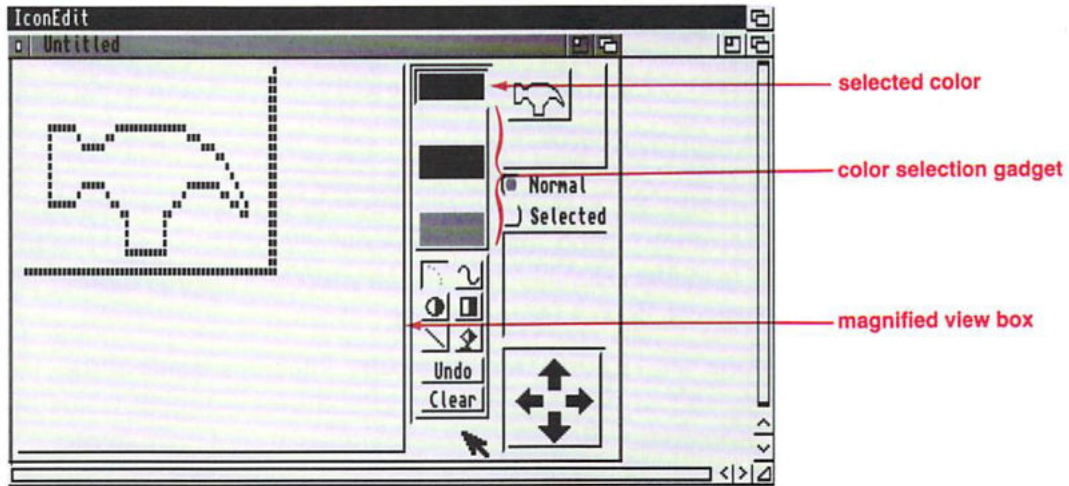 IconEdit
Untitled
selected color
color selection gadget
Normal
Selected
magnified view box
Undo
Clear